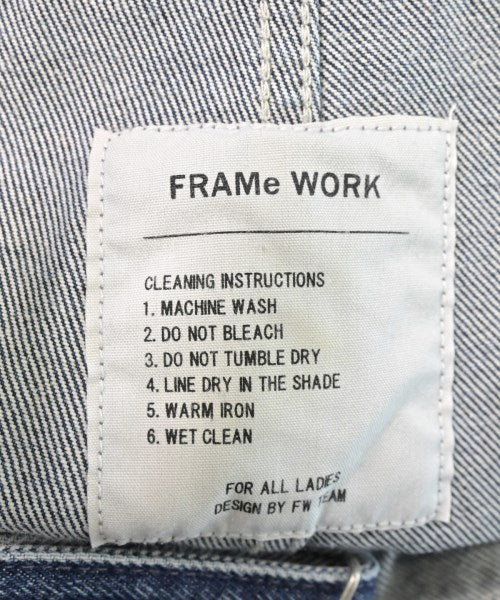 FRAMe WORK
CLEANING INSTRUCTIONS
1. MACHINE WASH
2. DO NOT BLEACH
3. DO NOT TUMBLE DRY
4. LINE DRY IN THE SHADE
5. WARM IRON
6. WET CLEAN
FOR ALL LADIES
DESIGN BY FW TEAM